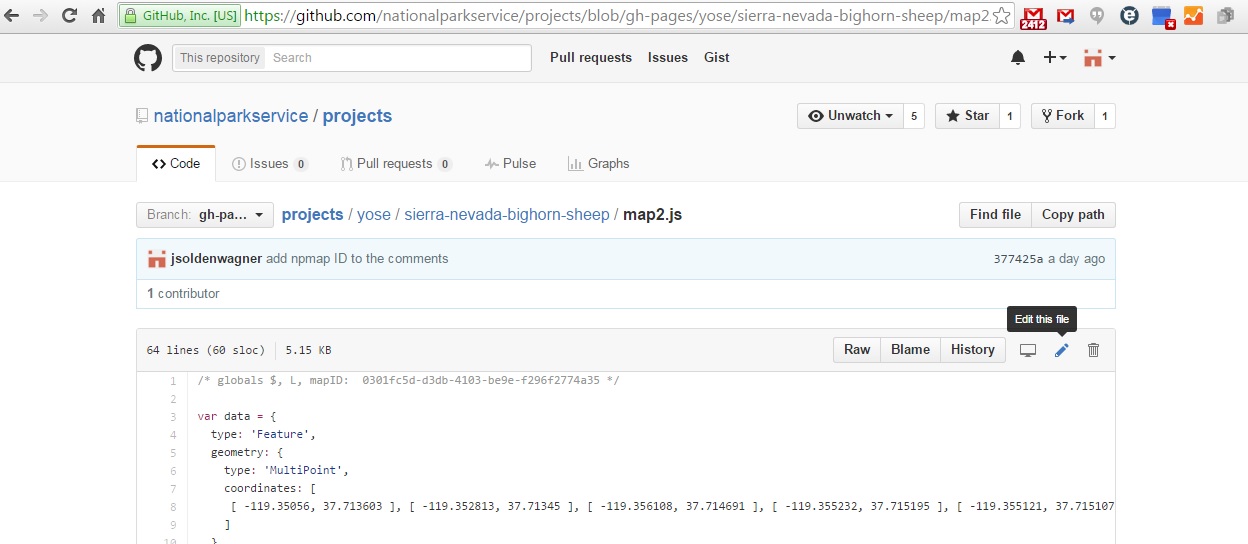 GitHub, Inc. [US] https://github.com/nationalparkservice/projects/blob/gh-pages/yose/sierra-nevada-bighorn-sheep/map2.
2412
This repository Search Pull requests Issues Gist
nationalparkservice / projects
Unwatch 5 Star 1 Fork 1
Code Issues 0 Pull requests 0 Pulse Graphs
Branch: gh-pa... projects / yose / sierra-nevada-bighorn-sheep / map2.js Find file Copy path
jsoldenwagner add npmap ID to the comments 377425a a day ago
1 contributor
Edit this file
64 lines (60 sloc) 5.15 KB Raw Blame History
1 /* globals $, L, mapID: 0301fc5d-d3db-4103-be9e-f296f2774a35 */
2
3 var data = {
4 type: 'Feature',
5 geometry: {
6 type: 'MultiPoint',
7 coordinates: [
8 [ -119.35056, 37.713603 ], [ -119.352813, 37.71345 ], [ -119.356108, 37.714691 ], [ -119.355232, 37.715195 ], [ -119.355121, 37.715107
9 ]
10 }